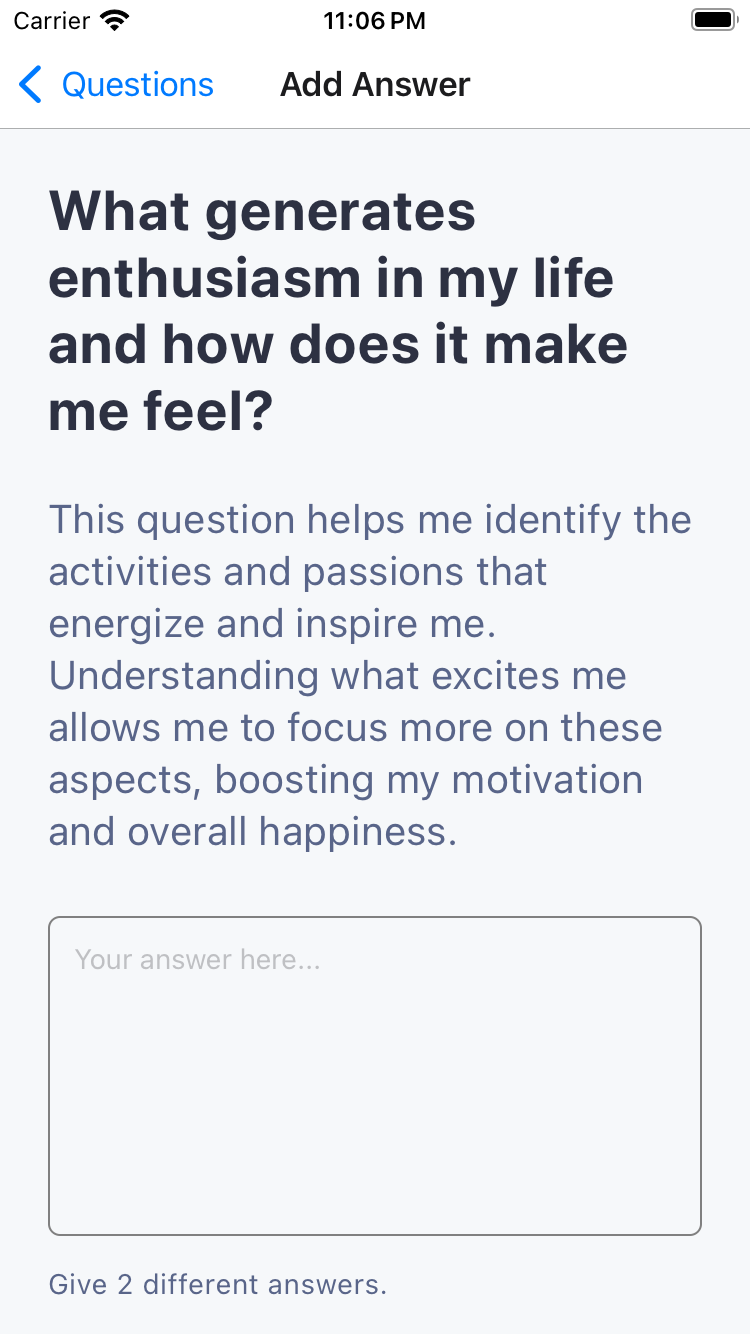 Carrier 11:06 PM
Questions Add Answer
What generates
enthusiasm in my life
and how does it make
me feel?
This question helps me identify the
activities and passions that
energize and inspire me.
Understanding what excites me
allows me to focus more on these
aspects, boosting my motivation
and overall happiness.
Your answer here...
Give 2 different answers.